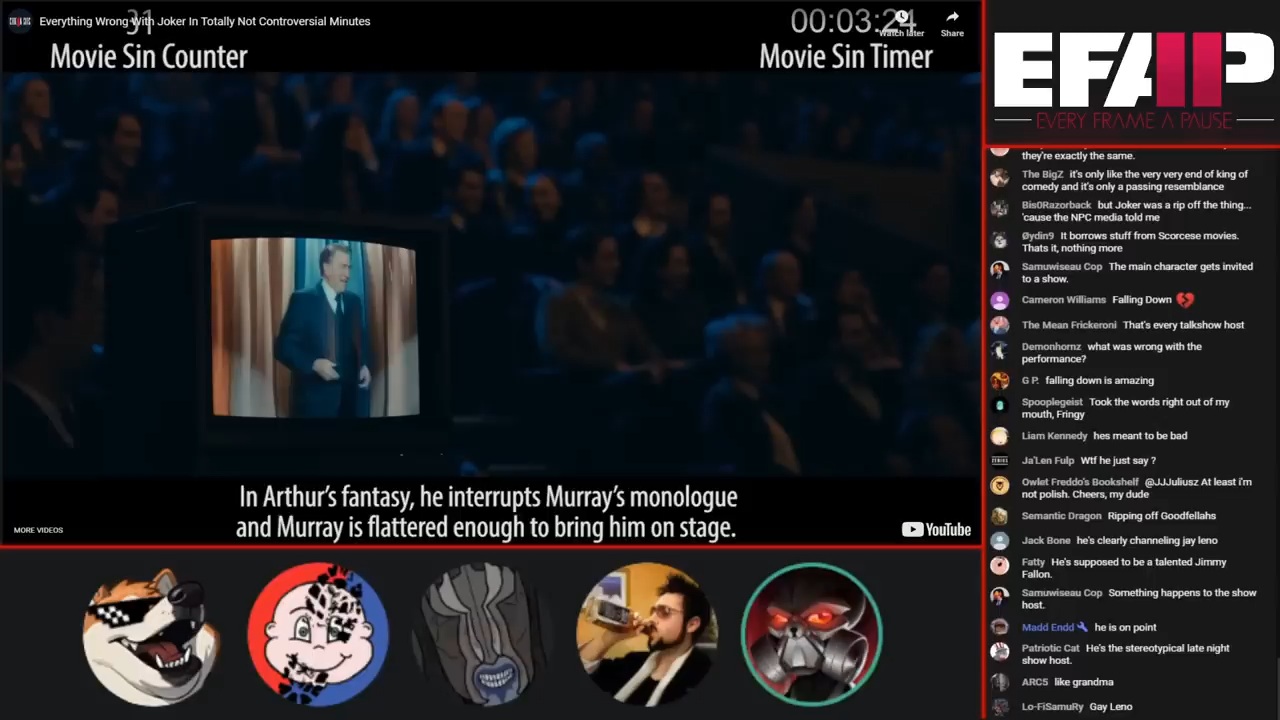 Everything Wrong With Joker In Totally Not Controversial Minutes
31
00:03:24
Watch later
Share
Movie Sin Counter
Movie Sin Timer
In Arthur's fantasy, he interrupts Murray's monologue
and Murray is flattered enough to bring him on stage.
MORE VIDEOS
YouTube
EFAP
EVERY FRAME A PAUSE
they're exactly the same.
The BigZ it's only like the very very end of king of
comedy and it's only a passing resemblance
Bis0Razorback but Joker was a rip off the thing...
'cause the NPC media told me
Øydin9 It borrows stuff from Scorcese movies.
Thats it, nothing more
Samuwiseau Cop The main character gets invited
to a show.
Cameron Williams Falling Down 💔
The Mean Frickeroni That's every talkshow host
Demonhornz what was wrong with the
performance?
G P. falling down is amazing
Spooplegeist Took the words right out of my
mouth, Fringy
Liam Kennedy hes meant to be bad
Ja'Len Fulp Wtf he just say ?
Owlet Freddo's Bookshelf @JJJuliusz At least i'm
not polish. Cheers, my dude
Semantic Dragon Ripping off Goodfellahs
Jack Bone he's clearly channeling jay leno
Fatty He's supposed to be a talented Jimmy
Fallon.
Samuwiseau Cop Something happens to the show
host.
Madd Endd he is on point
Patriotic Cat He's the stereotypical late night
show host.
ARC5 like grandma
Lo-FiSamuRy Gay Leno